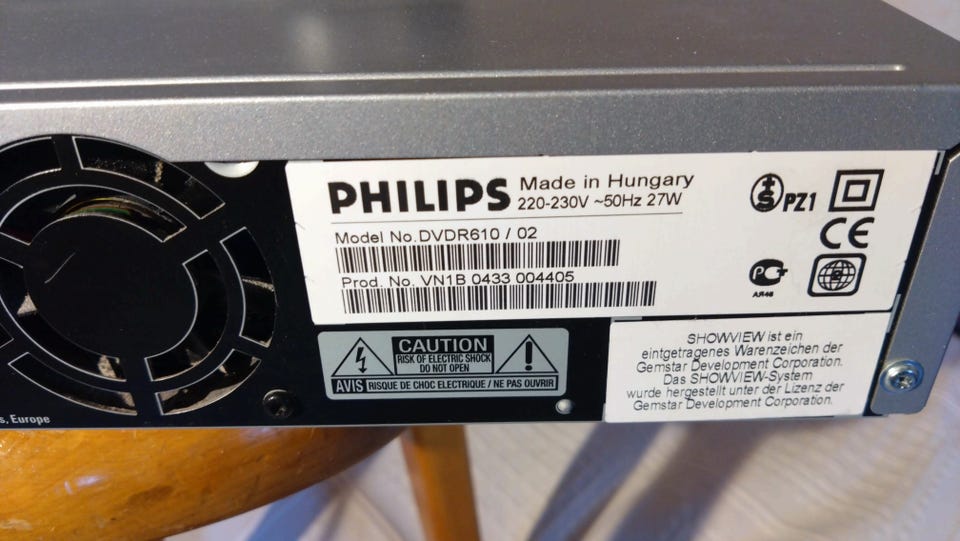 PHILIPS Made in Hungary
220-230V ~50Hz 27W
Model No.DVDR610 / 02
Prod. No. VN1B 0433 004405
PZ1
CE
АЯ46
CAUTION
RISK OF ELECTRIC SHOCK
DO NOT OPEN
AVIS RISQUE DE CHOC ELECTRIQUE / NE PAS OUVRIR
SHOWVIEW ist ein
eintgetragenes Warenzeichen der
Gemstar Development Corporation.
Das SHOWVIEW-System
wurde hergestellt unter der Lizenz der
Gemstar Development Corporation.
s, Europe